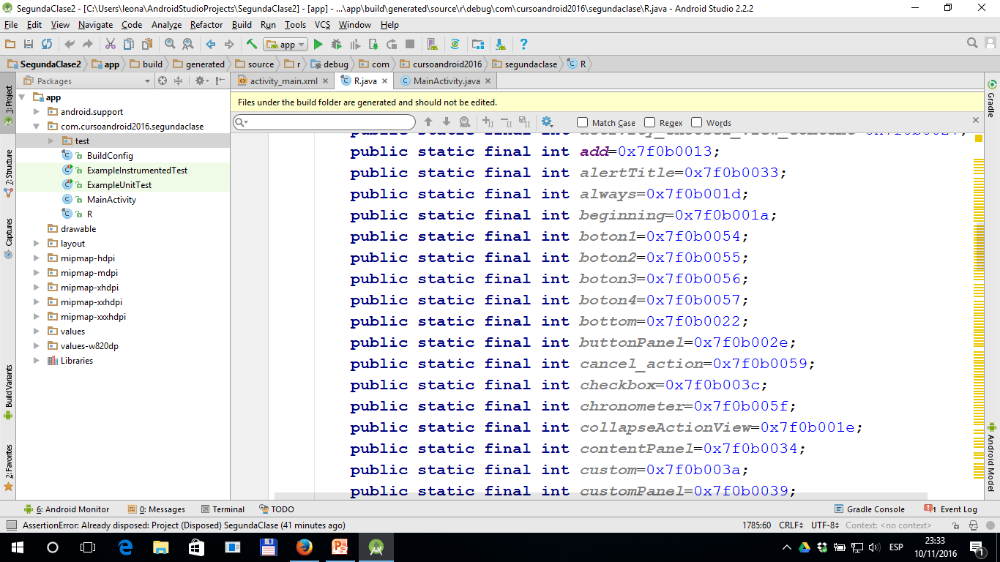 SegundaClase2 - [C:\Users\leona\AndroidStudioProjects\SegundaClase2] - [app] - ...\app\build\generated\source\r\debug\com\cursoandroid2016\segundaclase\R.java - Android Studio 2.2.2
File Edit View Navigate Code Analyze Refactor Build Run Tools VCS Window Help
app
SegundaClase2 app build generated source r debug com cursoandroid2016 segundaclase R
Packages
activity_main.xml R.java MainActivity.java
1: Project
7: Structure
Captures
Build Variants
2: Favorites
app
android.support
com.cursoandroid2016.segundaclase
test
BuildConfig
ExampleInstrumentedTest
ExampleUnitTest
MainActivity
R
drawable
layout
mipmap-hdpi
mipmap-mdpi
mipmap-xhdpi
mipmap-xxhdpi
mipmap-xxxhdpi
values
values-w820dp
Libraries
Files under the build folder are generated and should not be edited.
Match Case Regex Words
public static final int activity_chooser_view_content=0x7f0b0027;
public static final int add=0x7f0b0013;
public static final int alertTitle=0x7f0b0033;
public static final int always=0x7f0b001d;
public static final int beginning=0x7f0b001a;
public static final int boton1=0x7f0b0054;
public static final int boton2=0x7f0b0055;
public static final int boton3=0x7f0b0056;
public static final int boton4=0x7f0b0057;
public static final int bottom=0x7f0b0022;
public static final int buttonPanel=0x7f0b002e;
public static final int cancel_action=0x7f0b0059;
public static final int checkbox=0x7f0b003c;
public static final int chronometer=0x7f0b005f;
public static final int collapseActionView=0x7f0b001e;
public static final int contentPanel=0x7f0b0034;
public static final int custom=0x7f0b003a;
public static final int customPanel=0x7f0b0039;
Gradle
Android Model
6: Android Monitor 0: Messages Terminal TODO Gradle Console 1 Event Log
AssertionError: Already disposed: Project (Disposed) SegundaClase (41 minutes ago) 1785:60 CRLF UTF-8 Context: <no context>
ESP
23:33
10/11/2016
1